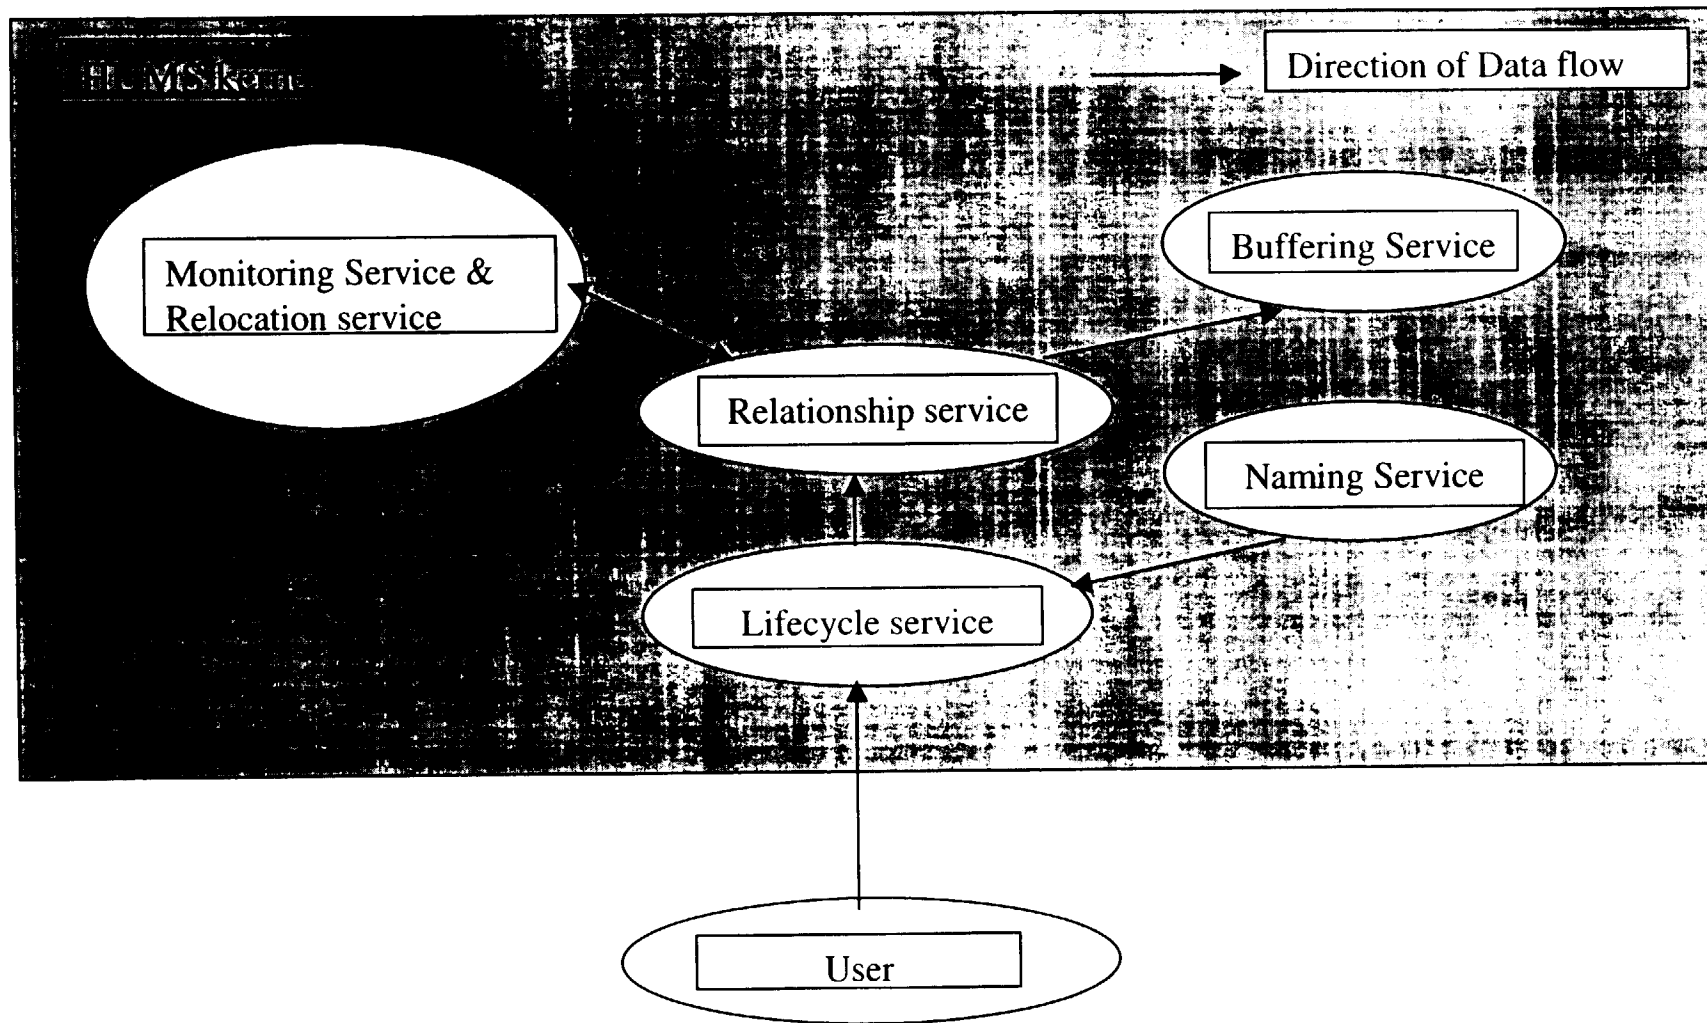 Direction of Data flow
Monitoring Service &
Relocation service
Buffering Service
Relationship service
Naming Service
Lifecycle service
User